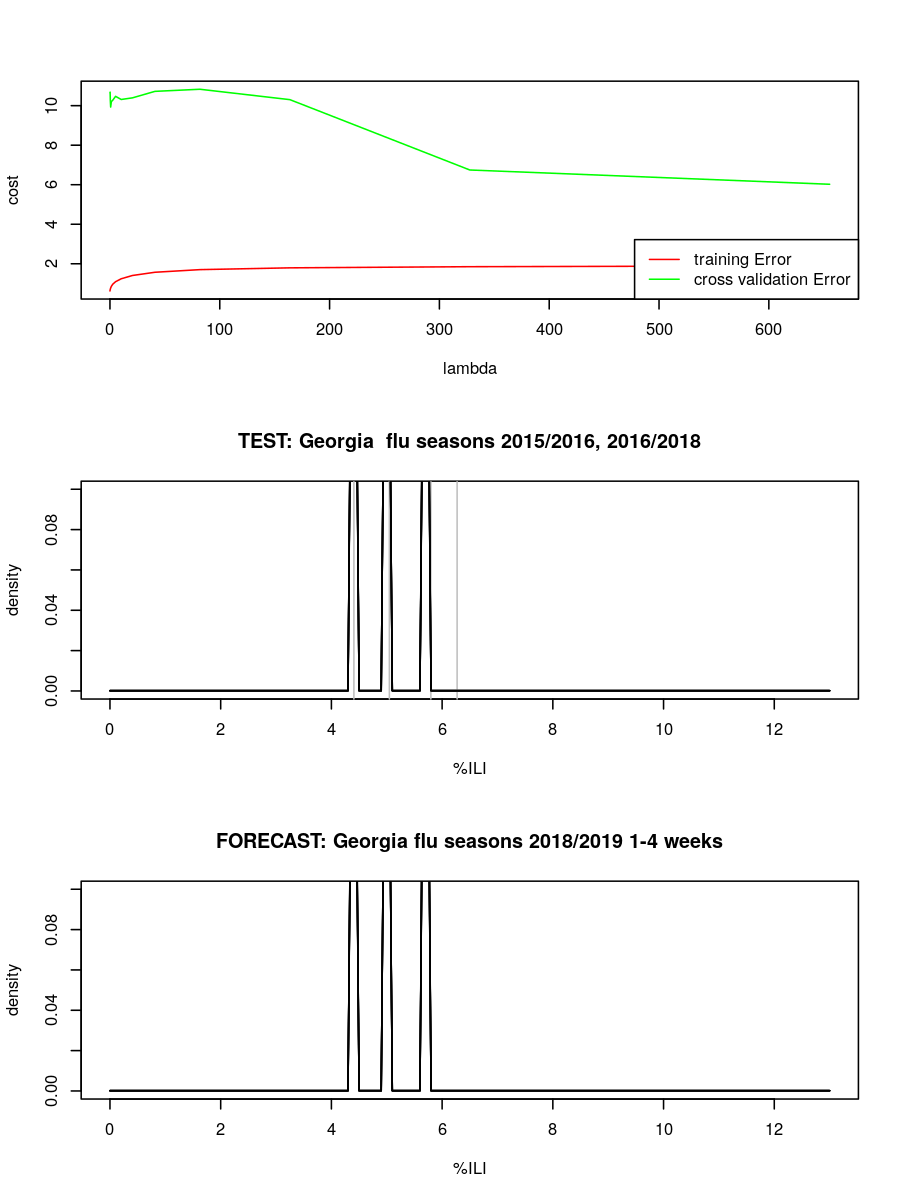 10
8
6
4
2
cost
training Error
cross validation Error
0 100 200 300 400 500 600
lambda
TEST: Georgia  flu seasons 2015/2016, 2016/2018
0.08
0.04
0.00
density
0 2 4 6 8 10 12
%ILI
FORECAST: Georgia flu seasons 2018/2019 1-4 weeks
0.08
0.04
0.00
density
0 2 4 6 8 10 12
%ILI